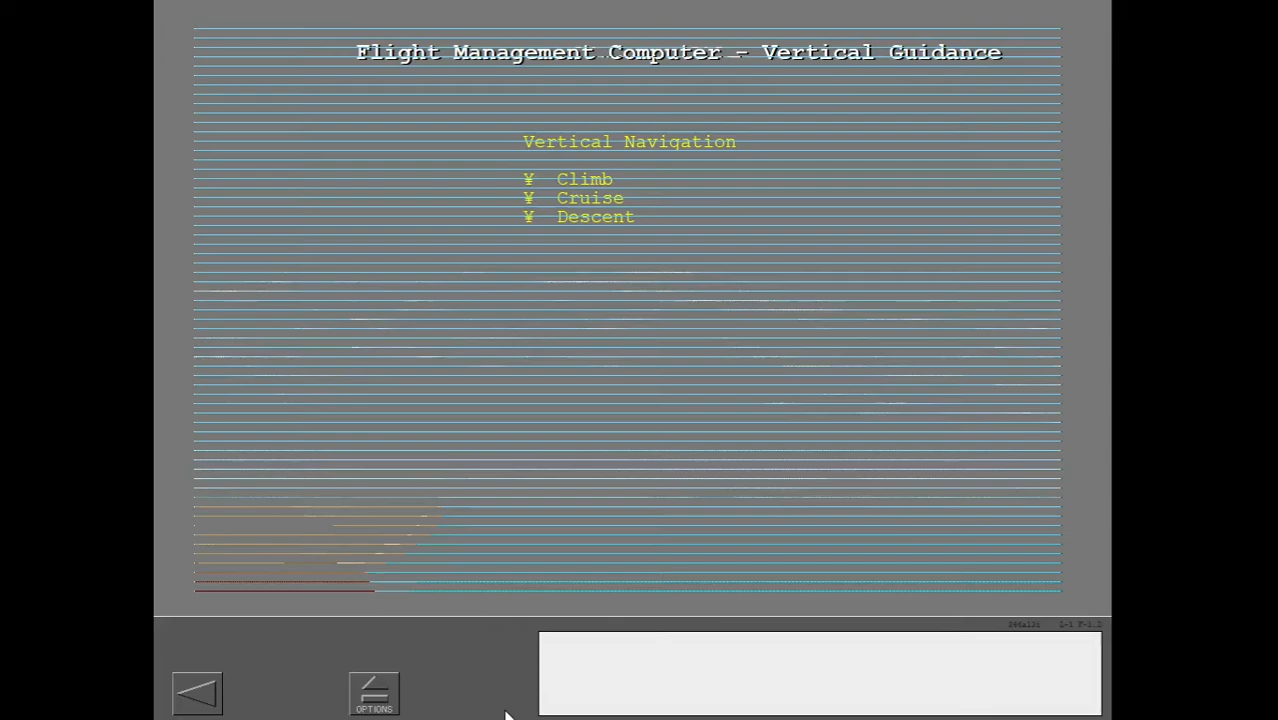 Flight Management Computer - Vertical Guidance
Vertical Navigation
¥ Climb
¥ Cruise
¥ Descent
OPTIONS